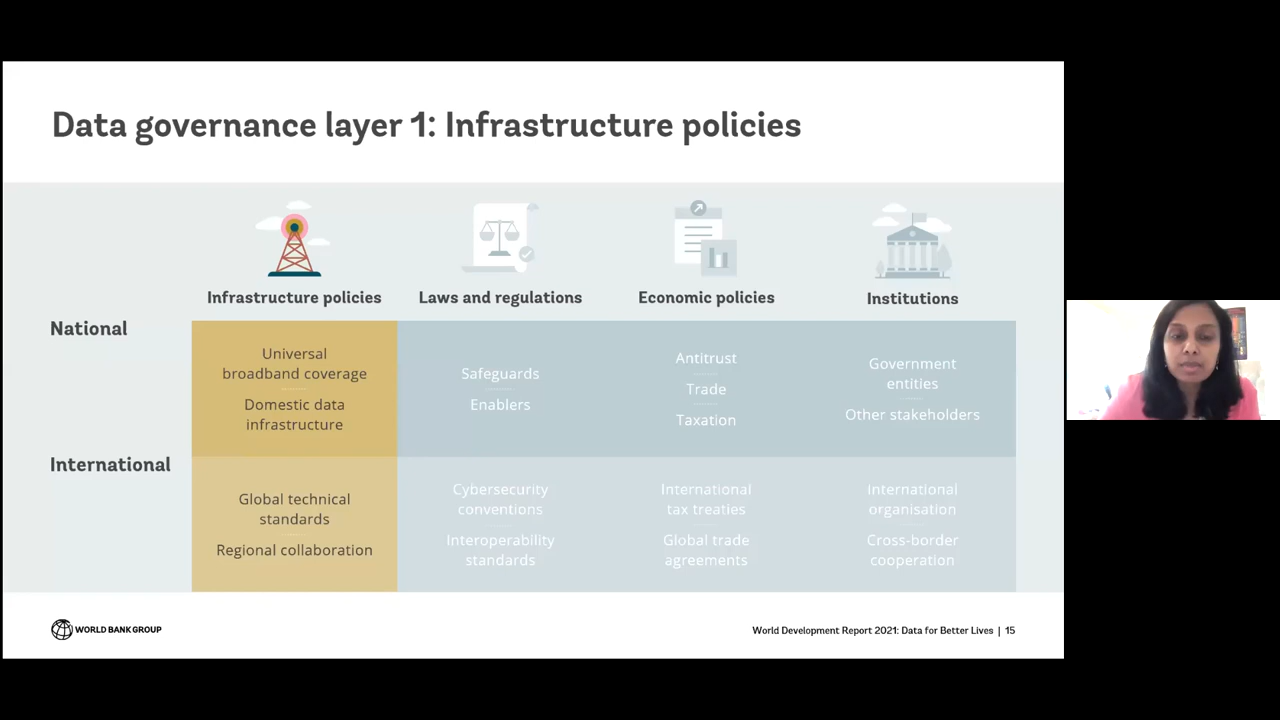 Data governance layer 1: Infrastructure policies
Infrastructure policies
Laws and regulations
Economic policies
Institutions
National
Universal
broadband coverage
Domestic data
infrastructure
Safeguards
Enablers
Antitrust
Trade
Taxation
Government
entities
Other stakeholders
International
Global technical
standards
Regional collaboration
Cybersecurity
conventions
Interoperability
standards
International
tax treaties
Global trade
agreements
International
organisation
Cross-border
cooperation
WORLD BANK GROUP
World Development Report 2021: Data for Better Lives | 15